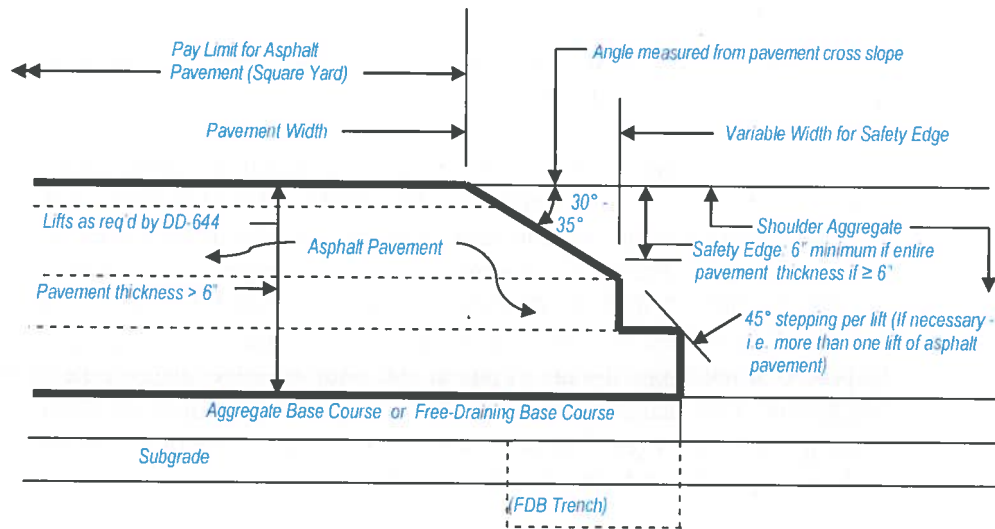 Pay Limit for Asphalt
Pavement (Square Yard)
Angle measured from pavement cross slope
Pavement Width
Variable Width for Safety Edge
30° -
35°
Lifts as req'd by DD-644
Shoulder Aggregate
Asphalt Pavement
Safety Edge: 6" minimum if entire
pavement thickness if ≥ 6"
Pavement thickness > 6"
45° stepping per lift (If necessary -
i.e. more than one lift of asphalt
pavement)
Aggregate Base Course or Free-Draining Base Course
Subgrade
(FDB Trench)